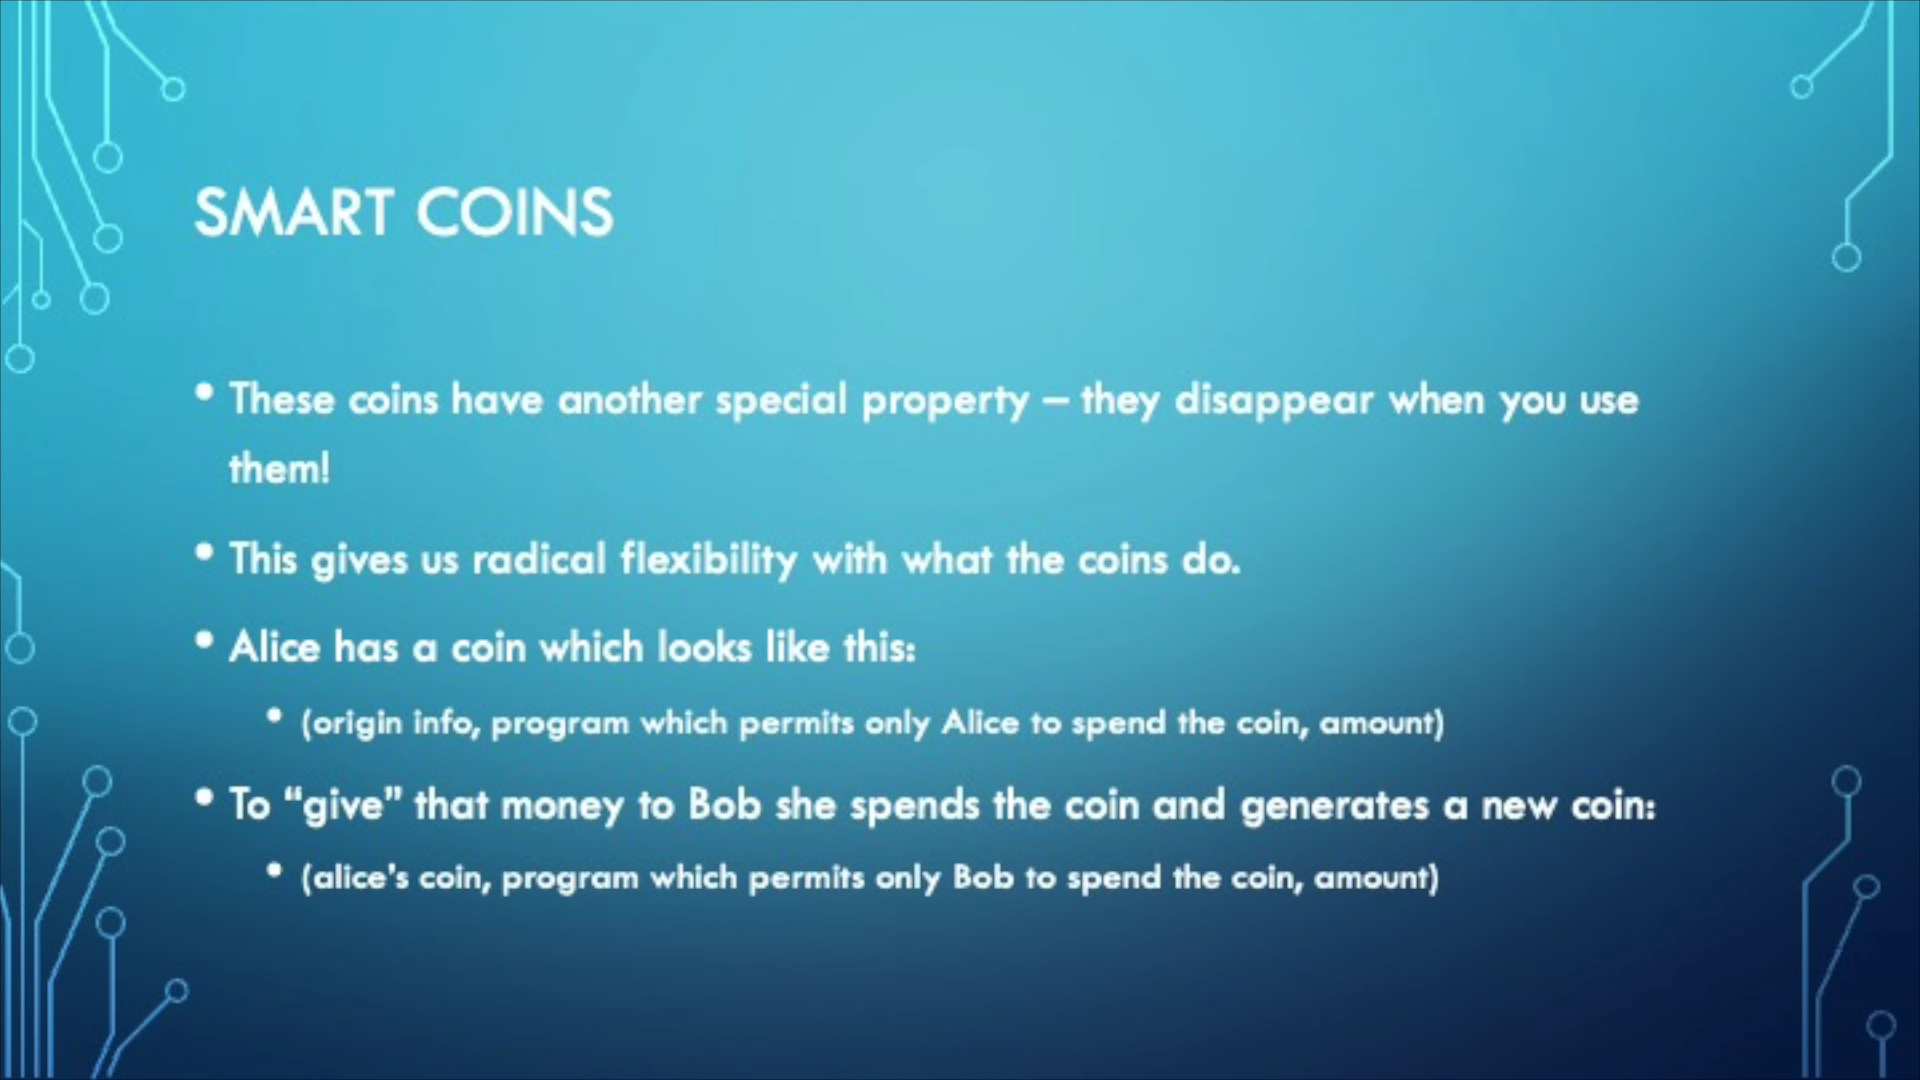 SMART COINS
• These coins have another special property – they disappear when you use
them!
• This gives us radical flexibility with what the coins do.
• Alice has a coin which looks like this:
• (origin info, program which permits only Alice to spend the coin, amount)
• To “give” that money to Bob she spends the coin and generates a new coin:
• (alice's coin, program which permits only Bob to spend the coin, amount)